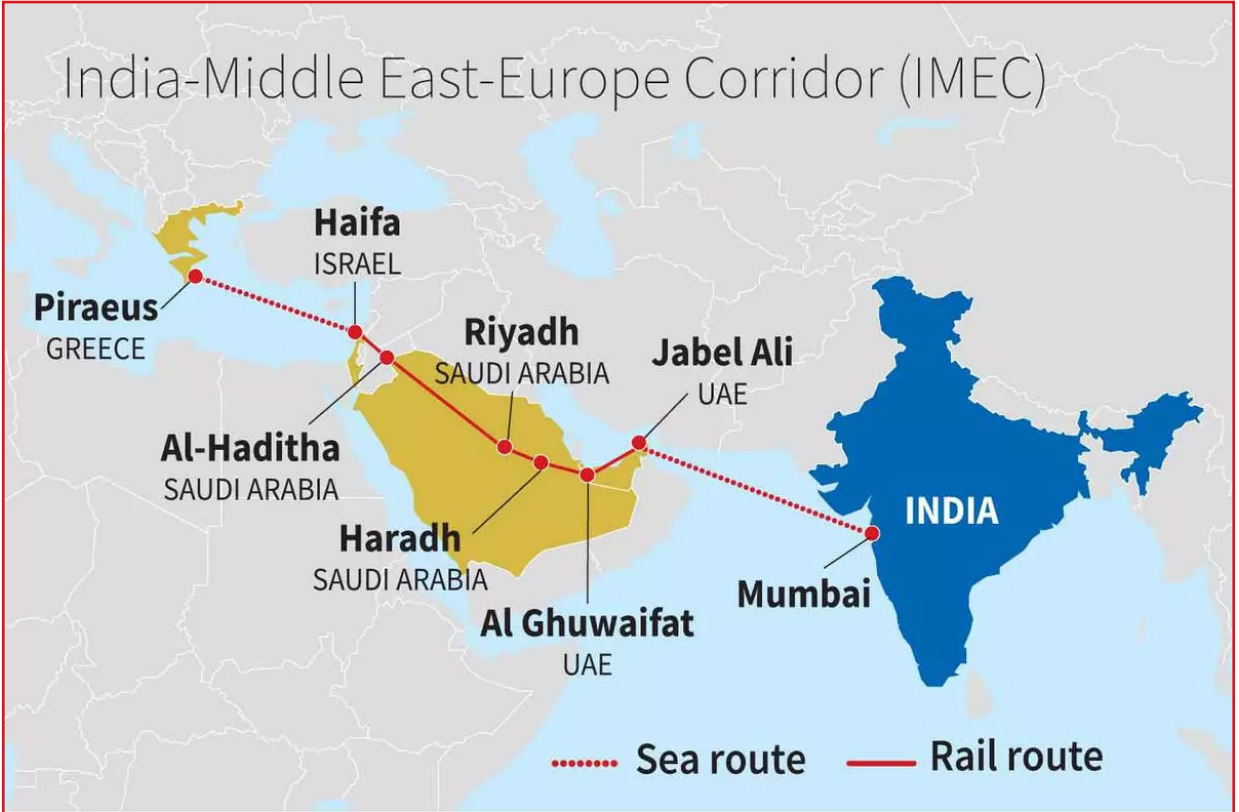 India-Middle East-Europe Corridor (IMEC)
Haifa
ISRAEL
Piraeus
GREECE
Riyadh
SAUDI ARABIA
Jabel Ali
UAE
Al-Haditha
SAUDI ARABIA
INDIA
Haradh
SAUDI ARABIA
Mumbai
Al Ghuwaifat
UAE
Sea route
Rail route